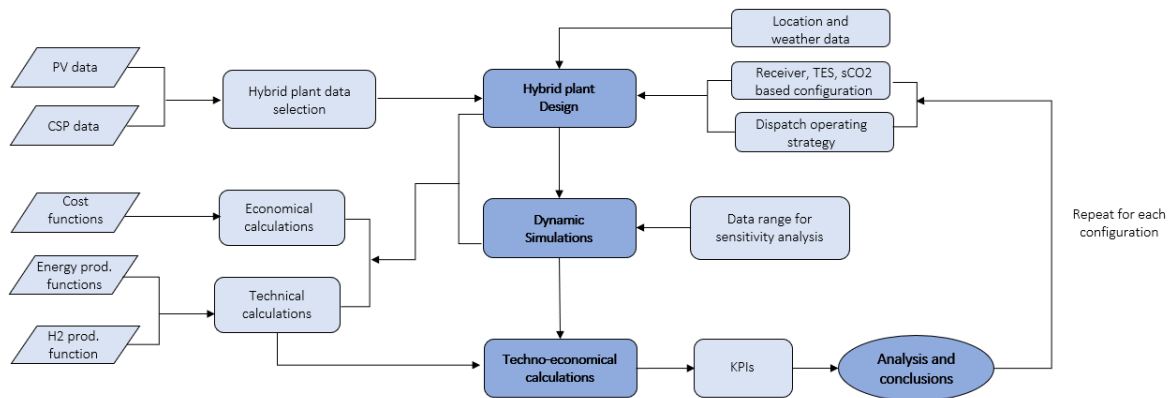 Location and
weather data
PV data
CSP data
Hybrid plant data
selection
Hybrid plant
Design
Receiver, TES, sCO2
based configuration
Dispatch operating
strategy
Cost
functions
Economical
calculations
Dynamic
Simulations
Data range for
sensitivity analysis
Repeat for each
configuration
Energy prod.
functions
H2 prod.
function
Technical
calculations
Techno-economical
calculations
KPIs
Analysis and
conclusions